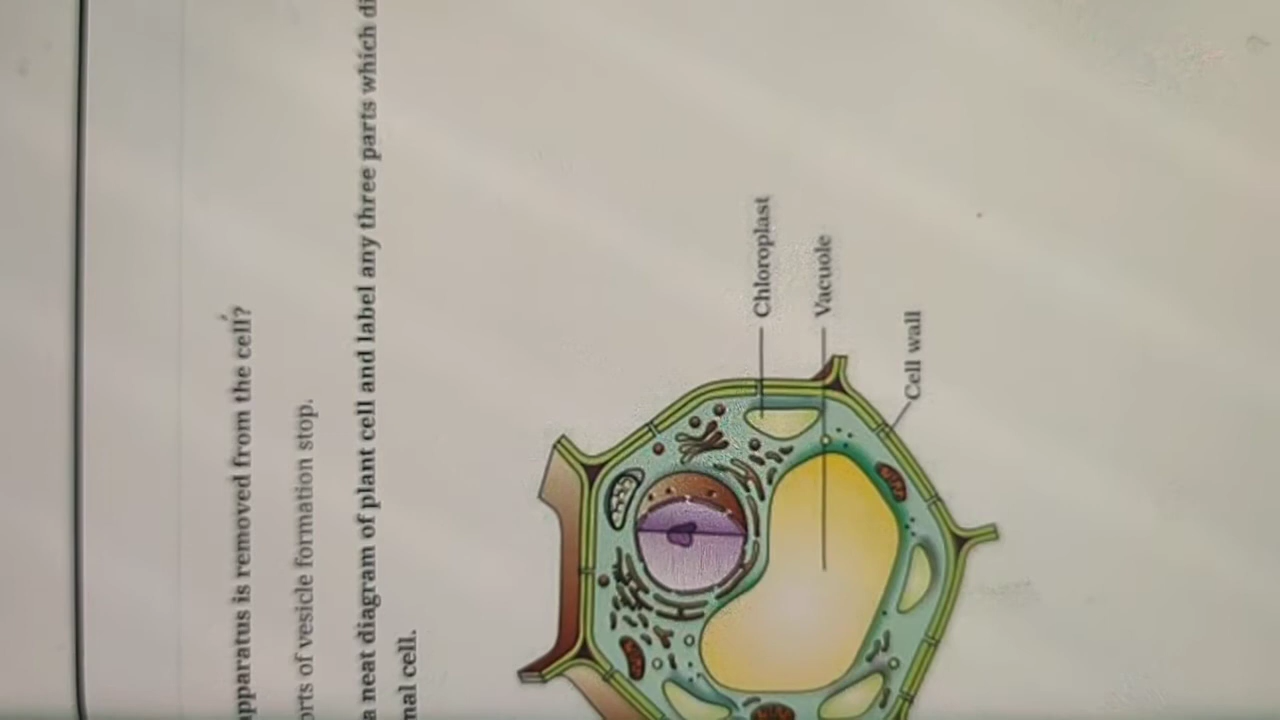 apparatus is removed from the cell?
orts of vesicle formation stop.
a neat diagram of plant cell and label any three parts which di
mal cell.
Chloroplast
Vacuole
Cell wall